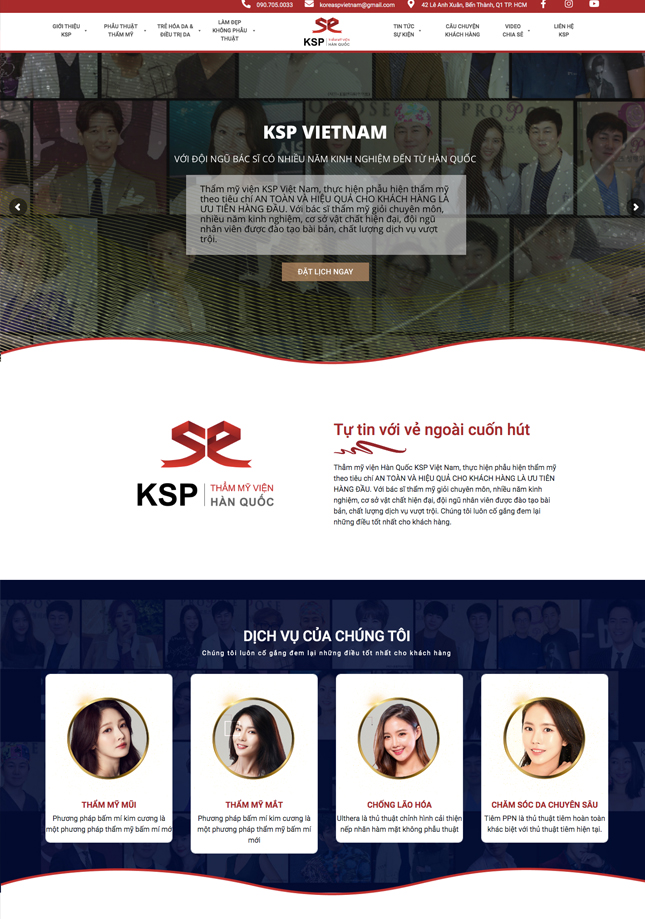 090.705.0033 koreaspvietnam@gmail.com 42 Lê Anh Xuân, Bến Thành, Q1 TP. HCM
GIỚI THIỆU
KSP
PHẪU THUẬT
THẨM MỸ
TRẺ HÓA DA &
ĐIỀU TRỊ DA
LÀM ĐẸP
KHÔNG PHẪU
THUẬT
KSP THẨM MỸ VIỆN
HÀN QUỐC
TIN TỨC
SỰ KIỆN
CÂU CHUYỆN
KHÁCH HÀNG
VIDEO
CHIA SẺ
LIÊN HỆ
KSP
KSP VIETNAM
VỚI ĐỘI NGŨ BÁC SĨ CÓ NHIỀU NĂM KINH NGHIỆM ĐẾN TỪ HÀN QUỐC
Thẩm mỹ viện KSP Việt Nam, thực hiện phẫu hiện thẩm mỹ
theo tiêu chí AN TOÀN VÀ HIỆU QUẢ CHO KHÁCH HÀNG LÀ
ƯU TIÊN HÀNG ĐẦU. Với bác sĩ thẩm mỹ giỏi chuyên môn,
nhiều năm kinh nghiệm, cơ sở vật chất hiện đại, đội ngũ
nhân viên được đào tạo bài bản, chất lượng dịch vụ vượt
trội.
ĐẶT LỊCH NGAY
KSP THẨM MỸ VIỆN
HÀN QUỐC
Tự tin với vẻ ngoài cuốn hút
Thẩm mỹ viện Hàn Quốc KSP Việt Nam, thực hiện phẫu hiện thẩm mỹ
theo tiêu chí AN TOÀN VÀ HIỆU QUẢ CHO KHÁCH HÀNG LÀ ƯU TIÊN
HÀNG ĐẦU. Với bác sĩ thẩm mỹ giỏi chuyên môn, nhiều năm kinh
nghiệm, cơ sở vật chất hiện đại, đội ngũ nhân viên được đào tạo bài
bản, chất lượng dịch vụ vượt trội. Chúng tôi luôn cố gắng đem lại
những điều tốt nhất cho khách hàng.
DỊCH VỤ CỦA CHÚNG TÔI
Chúng tôi luôn cố gắng đem lại những điều tốt nhất cho khách hàng
THẨM MỸ MŨI
Phương pháp bấm mí kim cương là
một phương pháp thẩm mỹ bấm mí mới
THẨM MỸ MẮT
Phương pháp bấm mí kim cương là
một phương pháp thẩm mỹ bấm mí
mới
CHỐNG LÃO HÓA
Ulthera là thủ thuật chỉnh hình cải thiện
nếp nhăn hàm mặt không phẫu thuật
CHĂM SÓC DA CHUYÊN SÂU
Tiêm PPN là thủ thuật tiêm hoàn toàn
khác biệt với thủ thuật tiêm hiện tại.